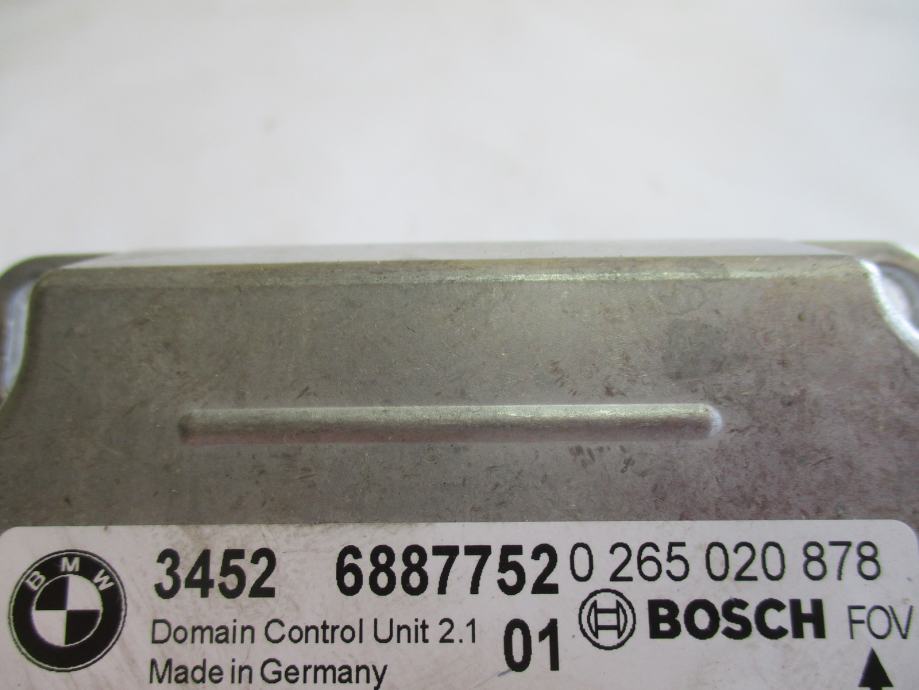 BMW 3452 6887752 0 265 020 878
Domain Control Unit 2.1 01 BOSCH FOV
Made in Germany